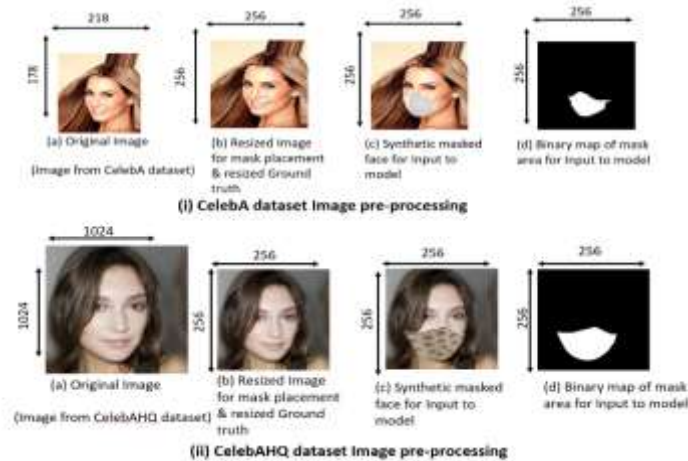 218
256
256
256
178
256
256
256
(a) Original Image
(Image from CelebA dataset)
(b) Resized image
for mask placement
& resized Ground
truth
(c) Synthetic masked
face for Input to
model
(d) Binary map of mask
area for Input to model
(i) CelebA dataset Image pre-processing
1024
256
256
256
1024
256
256
256
(a) Original Image
(Image from CelebAHQ dataset)
(b) Resized Image
for mask placement
& resized Ground
truth
(c) Synthetic masked
face for Input to
model
(d) Binary map of mask
area for Input to model
(ii) CelebAHQ dataset Image pre-processing